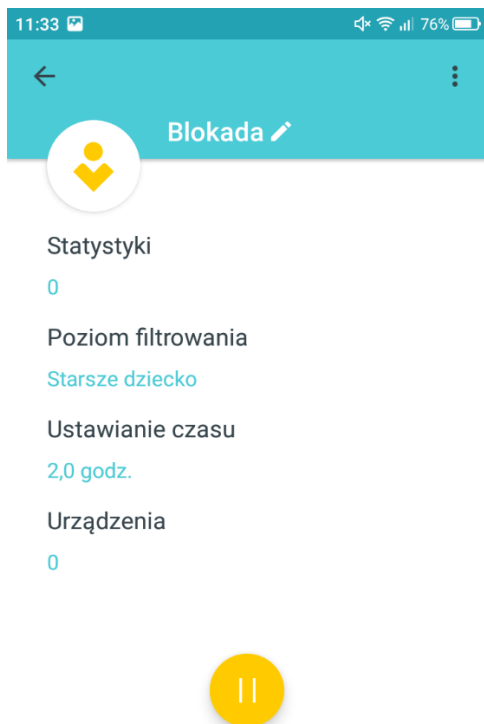 11:33 76%
Blokada
Statystyki
0
Poziom filtrowania
Starsze dziecko
Ustawianie czasu
2,0 godz.
Urządzenia
0